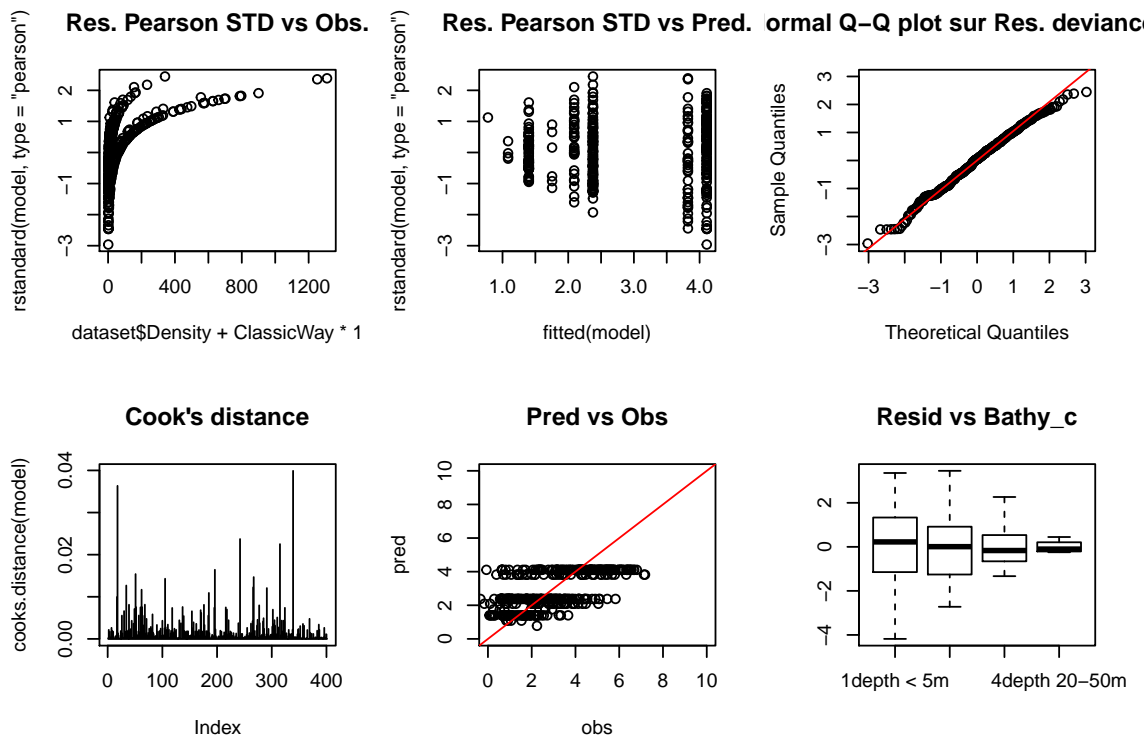 Res. Pearson STD vs Obs.
rstandard(model, type = "pearson")
2
1
−1
−3
0 400 800 1200
dataset$Density + ClassicWay * 1
Res. Pearson STD vs Pred.
rstandard(model, type = "pearson")
2
1
−1
−3
1.0 2.0 3.0 4.0
fitted(model)
ormal Q−Q plot sur Res. deviance
Sample Quantiles
3
1
−1
−3
−3 −1 0 1 2 3
Theoretical Quantiles
Cook's distance
cooks.distance(model)
0.04
0.02
0.00
0 100 200 300 400
Index
Pred vs Obs
pred
10
8
6
4
2
0
0 2 4 6 8 10
obs
Resid vs Bathy_c
2
0
−2
−4
1depth < 5m 4depth 20−50m